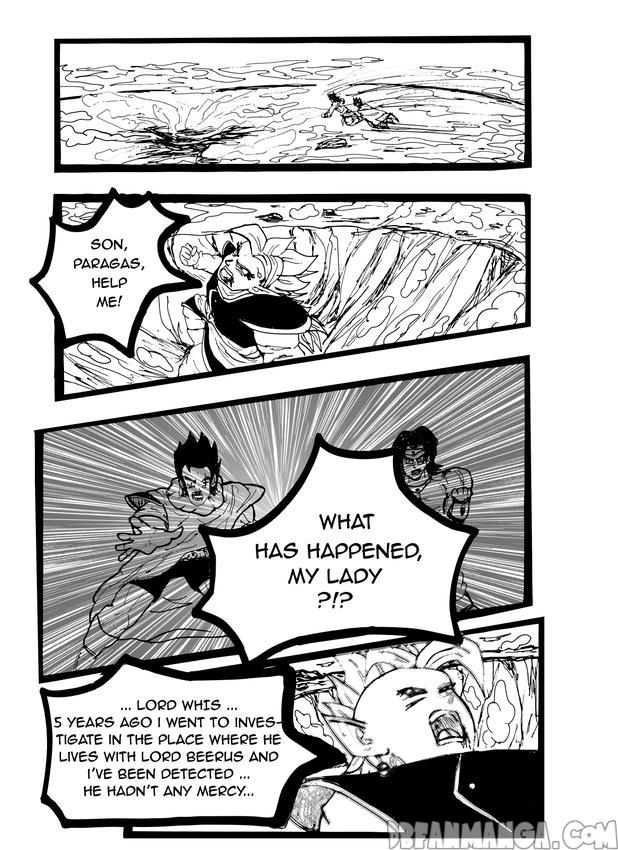 SON,
PARAGAS,
HELP
ME!
WHAT
HAS HAPPENED,
MY LADY
?!?
... LORD WHIS ...
5 YEARS AGO I WENT TO INVES-
TIGATE IN THE PLACE WHERE HE
LIVES WITH LORD BEERUS AND
I'VE BEEN DETECTED ...
HE HADN'T ANY MERCY...
DBFANMANGA.COM